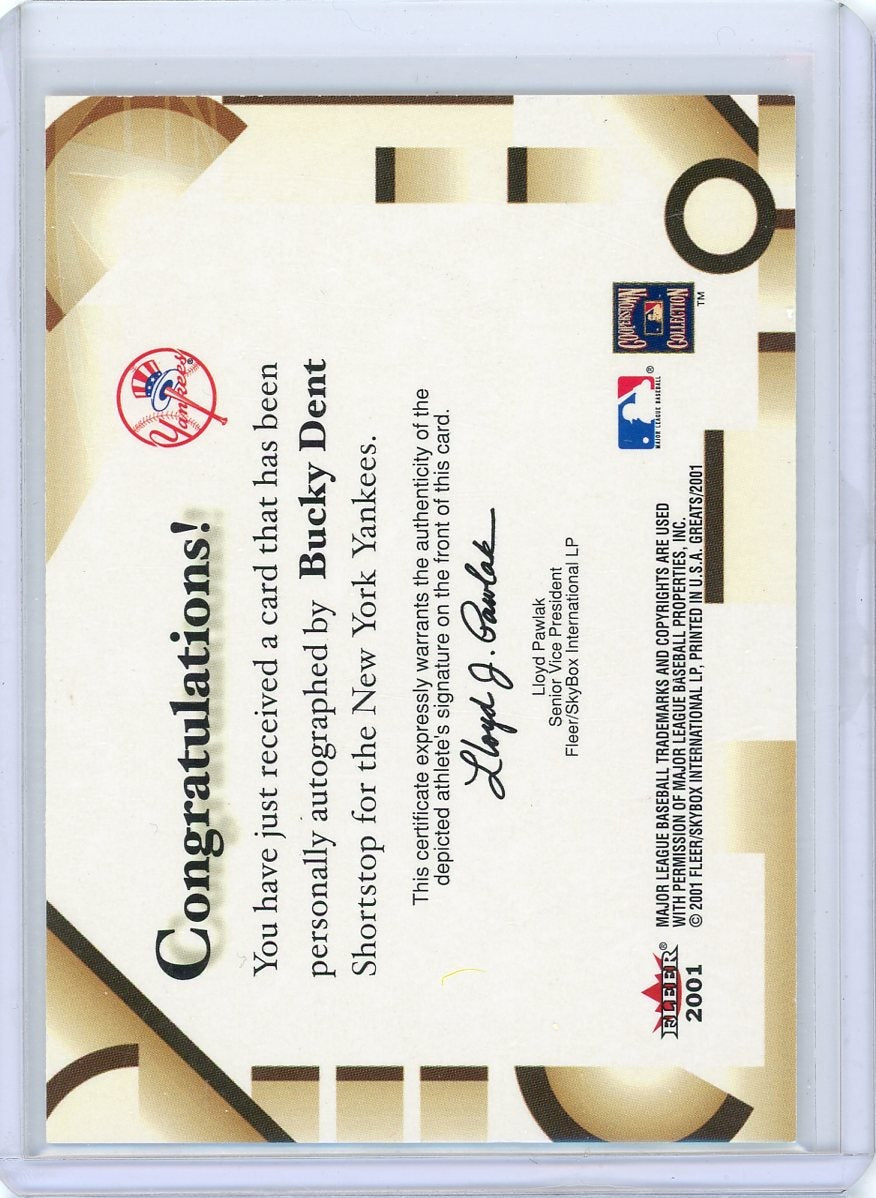 Yankees®
Congratulations!
You have just received a card that has been
personally autographed by Bucky Dent
Shortstop for the New York Yankees.
This certificate expressly warrants the authenticity of the
depicted athlete's signature on the front of this card.
Lloyd J. Pawlak
Lloyd Pawlak
Senior Vice President
Fleer/SkyBox International LP
FLEER®
2001
MAJOR LEAGUE BASEBALL TRADEMARKS AND COPYRIGHTS ARE USED
WITH PERMISSION OF MAJOR LEAGUE BASEBALL PROPERTIES, INC.
© 2001 FLEER/SKYBOX INTERNATIONAL LP, PRINTED IN U.S.A. GREATS/2001
MAJOR LEAGUE BASEBALL®
COOPERSTOWN
COLLECTION
TM